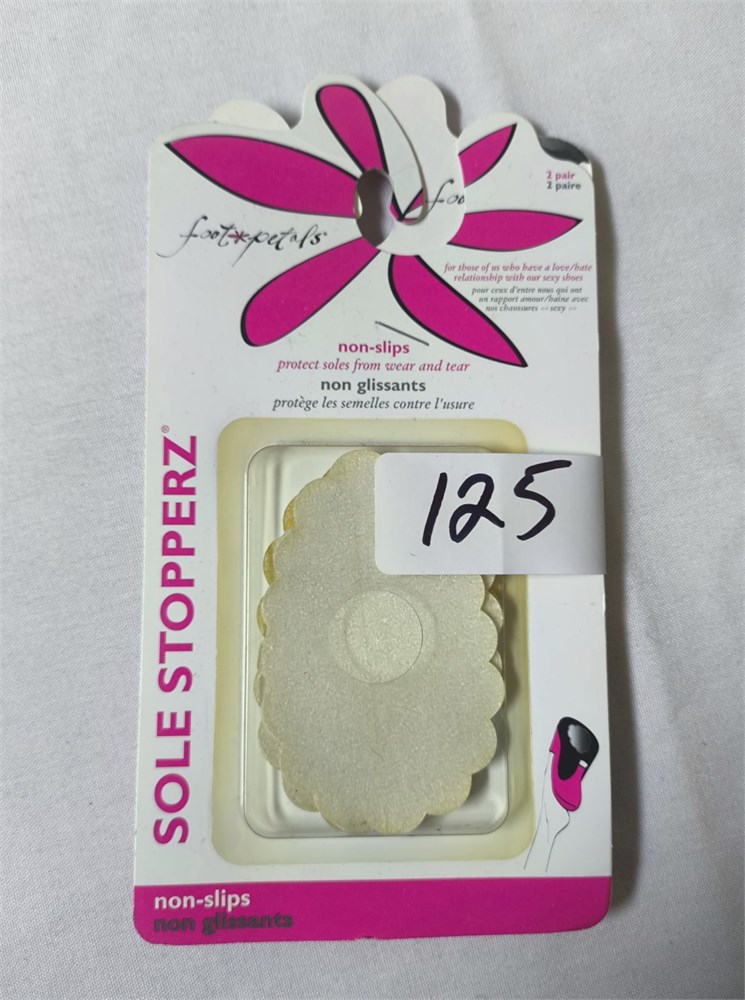 2 pair
2 paire
foo
foot*petals
for those of us who have a love/hate
relationship with our sexy shoes
pour ceux d'entre nous qui ont
un rapport amour/haine avec
nos chaussures «« sexy »»
non-slips
protect soles from wear and tear
non glissants
protège les semelles contre l'usure
SOLE STOPPERZ®
125
non-slips
non glissants